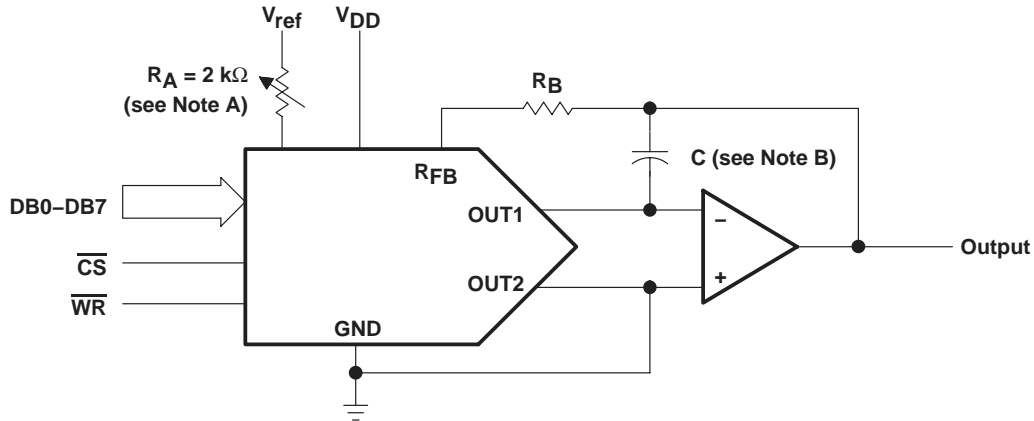 Vref
VDD
RA = 2 kΩ
(see Note A)
RB
C (see Note B)
RFB
DB0–DB7
OUT1
–
Output
CS
OUT2
+
WR
GND